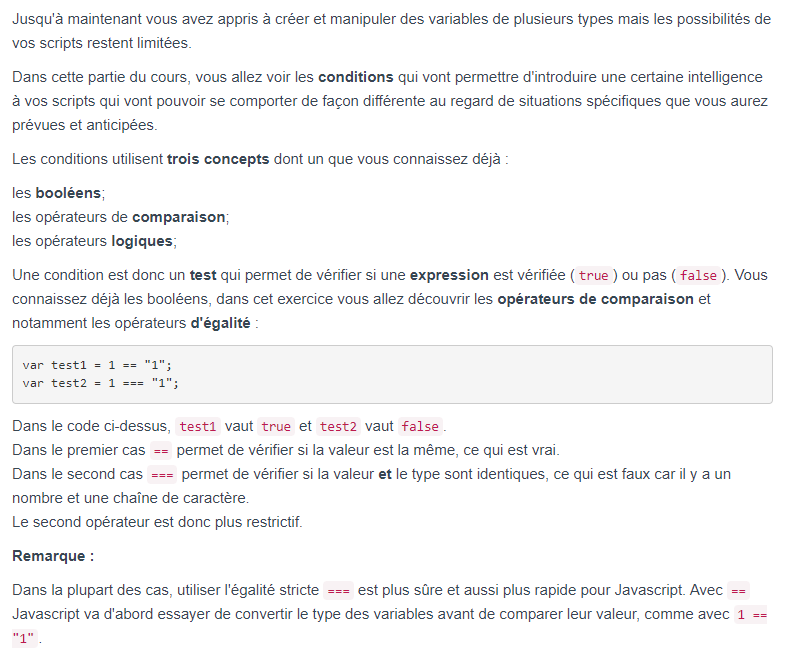 Jusqu'à maintenant vous avez appris à créer et manipuler des variables de plusieurs types mais les possibilités de
vos scripts restent limitées.
Dans cette partie du cours, vous allez voir les conditions qui vont permettre d'introduire une certaine intelligence
à vos scripts qui vont pouvoir se comporter de façon différente au regard de situations spécifiques que vous aurez
prévues et anticipées.
Les conditions utilisent trois concepts dont un que vous connaissez déjà :
les booléens;
les opérateurs de comparaison;
les opérateurs logiques;
Une condition est donc un test qui permet de vérifier si une expression est vérifiée ( true ) ou pas ( false ). Vous
connaissez déjà les booléens, dans cet exercice vous allez découvrir les opérateurs de comparaison et
notamment les opérateurs d'égalité :
var test1 = 1 == "1";
var test2 = 1 === "1";
Dans le code ci-dessus, test1 vaut true et test2 vaut false .
Dans le premier cas == permet de vérifier si la valeur est la même, ce qui est vrai.
Dans le second cas === permet de vérifier si la valeur et le type sont identiques, ce qui est faux car il y a un
nombre et une chaîne de caractère.
Le second opérateur est donc plus restrictif.
Remarque :
Dans la plupart des cas, utiliser l'égalité stricte === est plus sûre et aussi plus rapide pour Javascript. Avec ==
Javascript va d'abord essayer de convertir le type des variables avant de comparer leur valeur, comme avec 1 ==
"1" .